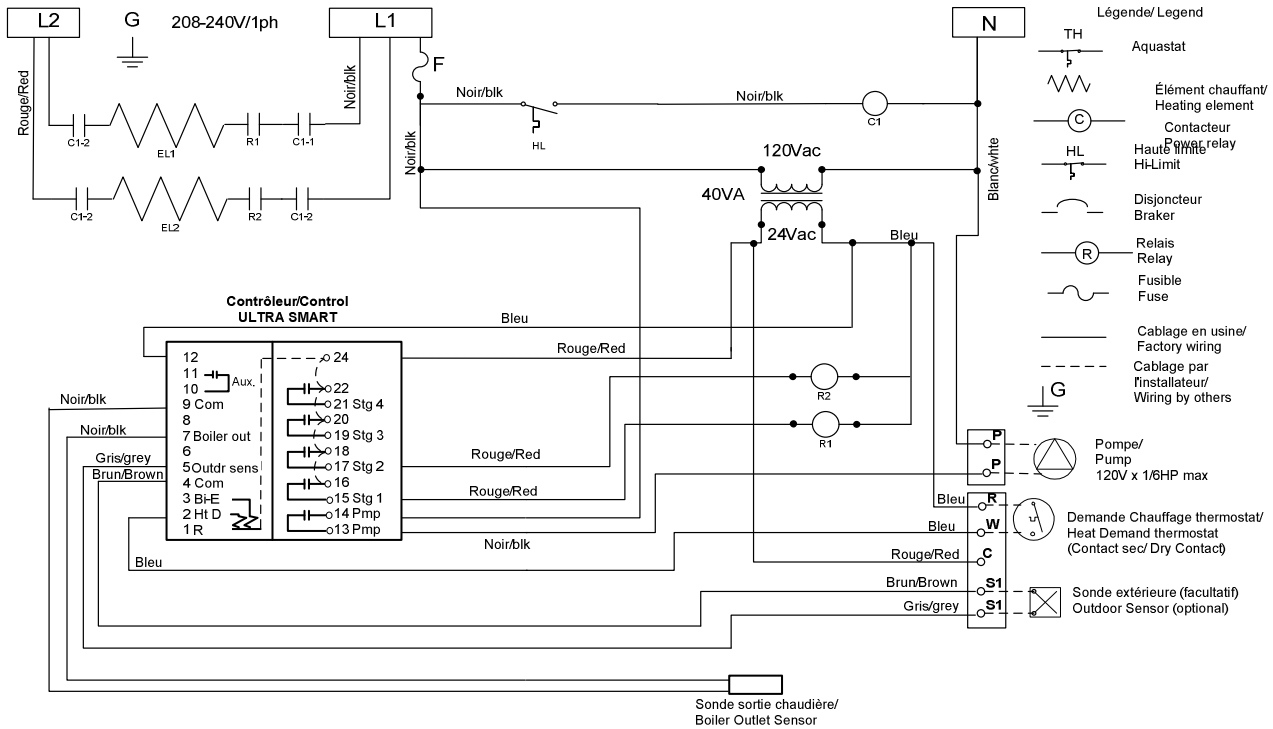 L2
G
208-240V/1ph
L1
N
Légende/ Legend
F
Rouge/Red
Noir/blk
Noir/blk
Noir/blk
Noir/blk
C1-2
EL1
R1
C1-1
C1-2
EL2
R2
C1-2
HL
C1
120Vac
40VA
24Vac
Bleu
Blanc/whte
TH
Aquastat
Élément chauffant/
Heating element
C
Contacteur
Power relay
HL
Haute limite
Hi-Limit
Disjoncteur
Braker
R
Relais
Relay
Fusible
Fuse
Cablage en usine/
Factory wiring
Cablage par
l'installateur/
Wiring by others
G
Contrôleur/Control
ULTRA SMART
Bleu
Rouge/Red
12
11
10
Aux.
9 Com
8
7 Boiler out
6
5 Outdr sens
4 Com
3 Bi-E
2 Ht D
1 R
24
22
21 Stg 4
20
19 Stg 3
18
17 Stg 2
16
15 Stg 1
14 Pmp
13 Pmp
Noir/blk
Noir/blk
Gris/grey
Brun/Brown
Bleu
R2
R1
Rouge/Red
Rouge/Red
Noir/blk
P
P
Pompe/
Pump
120V x 1/6HP max
Bleu
R
Bleu
W
Rouge/Red
C
Brun/Brown
S1
Gris/grey
S1
Demande Chauffage thermostat/
Heat Demand thermostat
(Contact sec/ Dry Contact)
Sonde extérieure (facultatif)
Outdoor Sensor (optional)
Sonde sortie chaudière/
Boiler Outlet Sensor